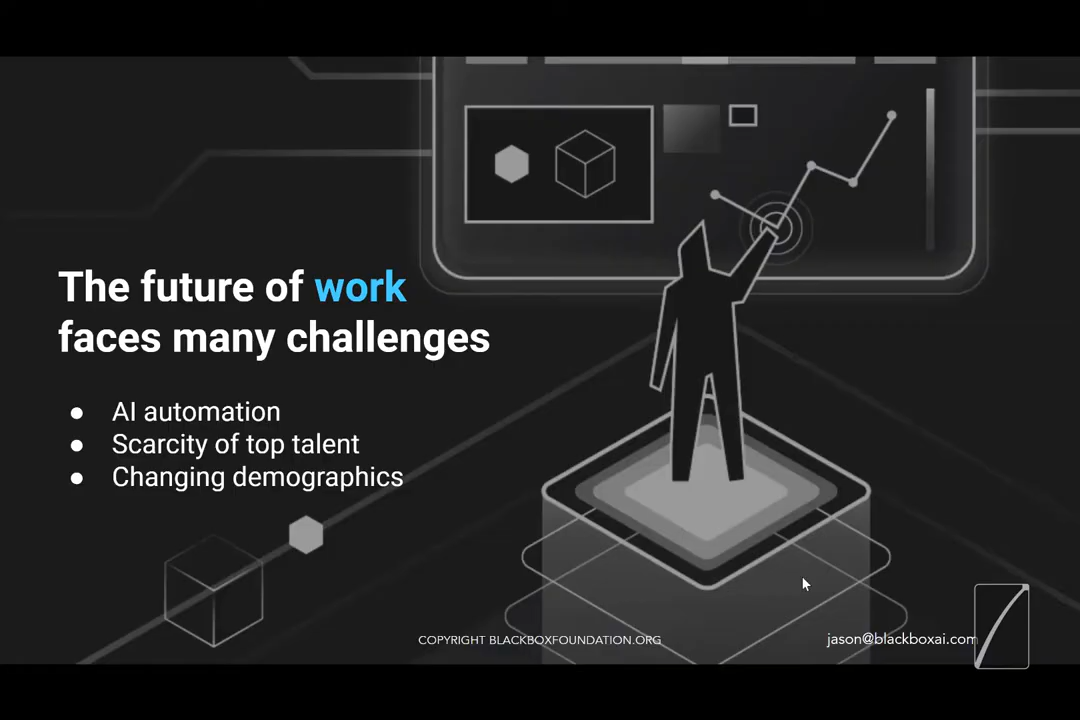 The future of work
faces many challenges
● AI automation
● Scarcity of top talent
● Changing demographics
COPYRIGHT BLACKBOXFOUNDATION.ORG
jason@blackboxai.com